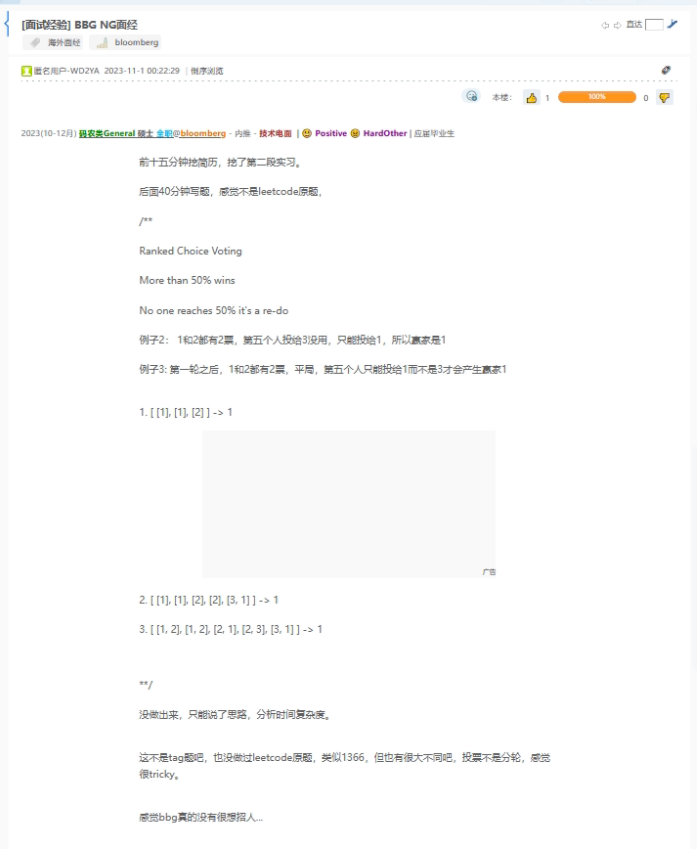 [面试经验] BBG NG面经
直达
海外面经 bloomberg
匿名用户-WD2YA 2023-11-1 00:22:29 | 倒序浏览
本楼： 1 100% 0
2023(10-12月) 码农类General 硕士 全职@bloomberg - 内推 - 技术电面 | Positive HardOther | 应届毕业生
前十五分钟抢简历，抢了第二段实习。
后面40分钟写题，感觉不是leetcode原题，
/**
Ranked Choice Voting
More than 50% wins
No one reaches 50% it's a re-do
例子2： 1和2都有2票，第五个人投给3没用，只能投给1，所以赢家是1
例子3: 第一轮之后，1和2都有2票，平局，第五个人只能投给1而不是3才会产生赢家1
1. [ [1], [1], [2] ] -> 1
广告
2. [ [1], [1], [2], [2], [3, 1] ] -> 1
3. [ [1, 2], [1, 2], [2, 1], [2, 3], [3, 1] ] -> 1
**/
没做出来，只能说了思路，分析时间复杂度。
这不是tag题吧，也没做过leetcode原题，类似1366，但也有很大不同吧，投票不是分轮，感觉
很tricky。
感觉bbg真的没有很想招人...